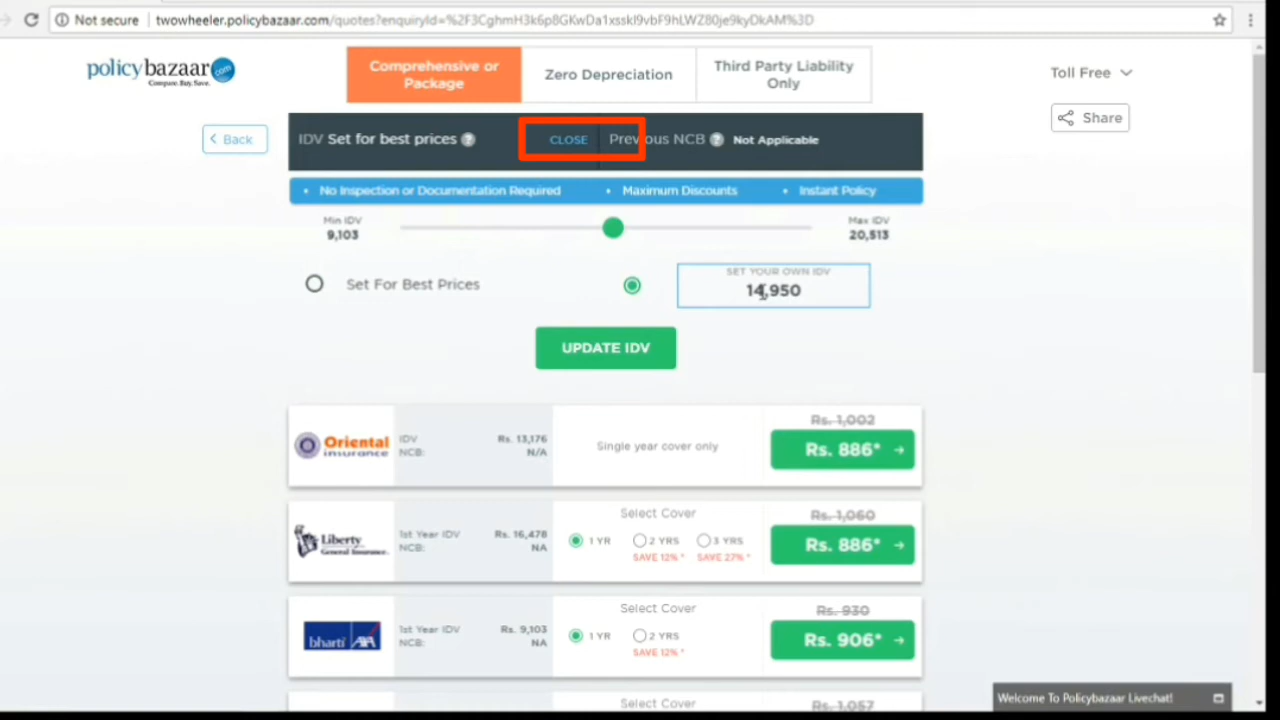 Not secure twowheeler.policybazaar.com/quotes?enquiryId=%2F3CghmH3k6p8GKwDa1xsskl9vbF9hLWZ80je9kyDkAM%3D
policybazaar.com
Compare. Buy. Save.
Comprehensive or
Package
Zero Depreciation
Third Party Liability
Only
Toll Free
Share
Back
IDV Set for best prices ? CLOSE Previous NCB ? Not Applicable
• No Inspection or Documentation Required • Maximum Discounts • Instant Policy
Min IDV
9,103
Max IDV
20,513
Set For Best Prices
SET YOUR OWN IDV
14,950
UPDATE IDV
Oriental
insurance
IDV Rs. 13,176
NCB: N/A
Single year cover only
Rs. 1,002
Rs. 886*
Liberty
General Insurance.
1st Year IDV Rs. 16,478
NCB: NA
Select Cover
1 YR 2 YRS 3 YRS
SAVE 12% * SAVE 27% *
Rs. 1,060
Rs. 886*
bharti AXA
1st Year IDV Rs. 9,103
NCB: NA
Select Cover
1 YR 2 YRS
SAVE 12% *
Rs. 930
Rs. 906*
Select Cover
Rs. 1,057
Welcome To Policybazaar Livechat!